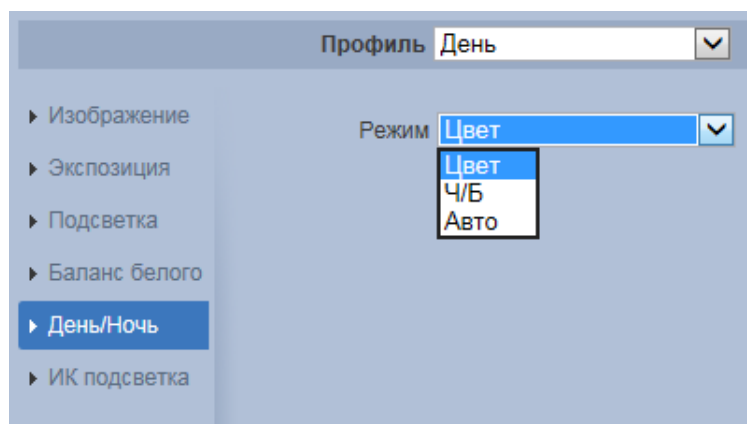 Профиль День
Изображение
Экспозиция
Подсветка
Баланс белого
День/Ночь
ИК подсветка
Режим Цвет
Цвет
Ч/Б
Авто